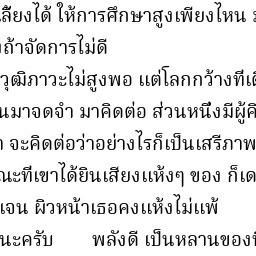 เลี้ยงได้ ให้การศึกษาสูงเพียงไหน
ถ้าจัดการไม่ดี
วุฒิภาวะไม่สูงพอ แต่โลกกว้างที่เ
นมาจดจำ มาคิดต่อ ส่วนหนึ่งมีผู้คิ
จะคิดต่อว่าอย่างไรก็เป็นเสรีภาพ
ณะที่เขาได้ยินเสียงแห้งๆ ของ ก็เด
เจน ผิวหน้าเธอคงแห้งไม่แพ้
นะครับ พลังดี เป็นหลานของ